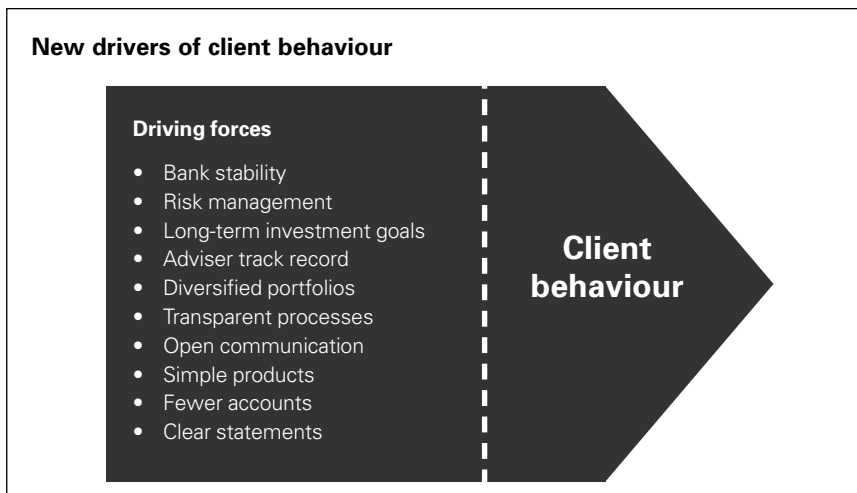 New drivers of client behaviour
Driving forces
• Bank stability
• Risk management
• Long-term investment goals
• Adviser track record
• Diversified portfolios
• Transparent processes
• Open communication
• Simple products
• Fewer accounts
• Clear statements
Client
behaviour